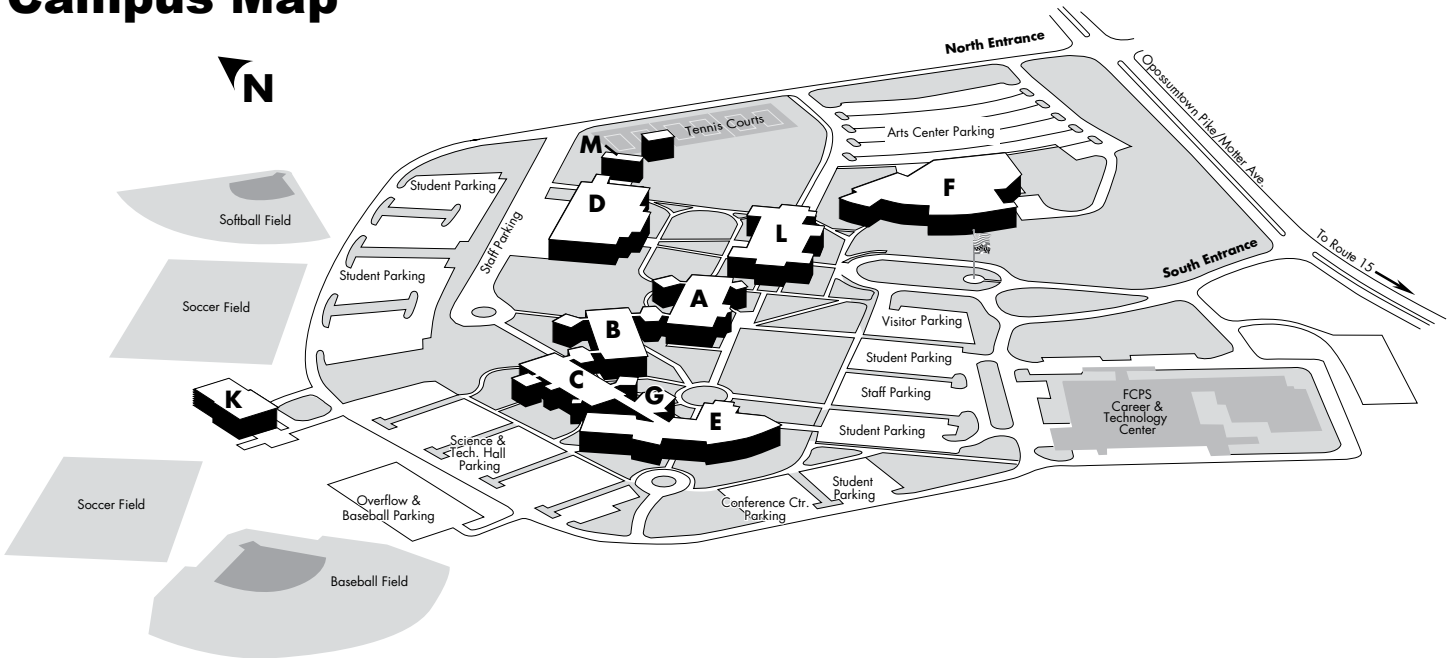 Campus Map
N
North Entrance
Opossumtown Pike/Motter Ave.
Tennis Courts
Arts Center Parking
M
Student Parking
F
D
Softball Field
Staff Parking
L
To Route 15
South Entrance
Student Parking
A
Soccer Field
Visitor Parking
B
Student Parking
C
Staff Parking
G
K
FCPS
Career &
Technology
Center
E
Student Parking
Science &
Tech. Hall
Parking
Student
Parking
Soccer Field
Overflow &
Baseball Parking
Conference Ctr.
Parking
Baseball Field